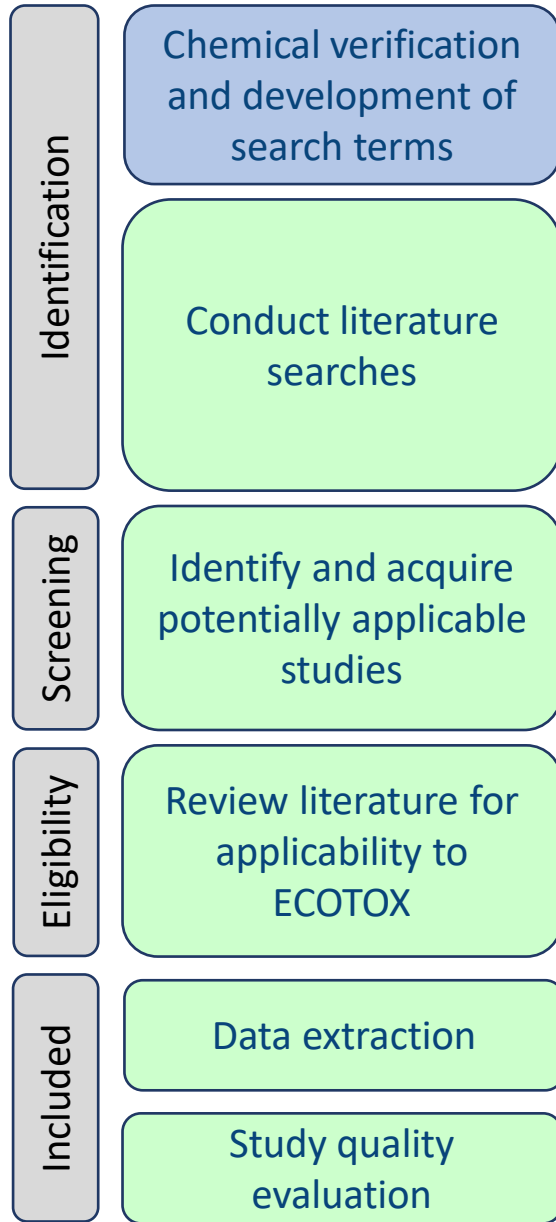 Identification
Chemical verification
and development of
search terms
Conduct literature
searches
Screening
Identify and acquire
potentially applicable
studies
Eligibility
Review literature for
applicability to
ECOTOX
Included
Data extraction
Study quality
evaluation